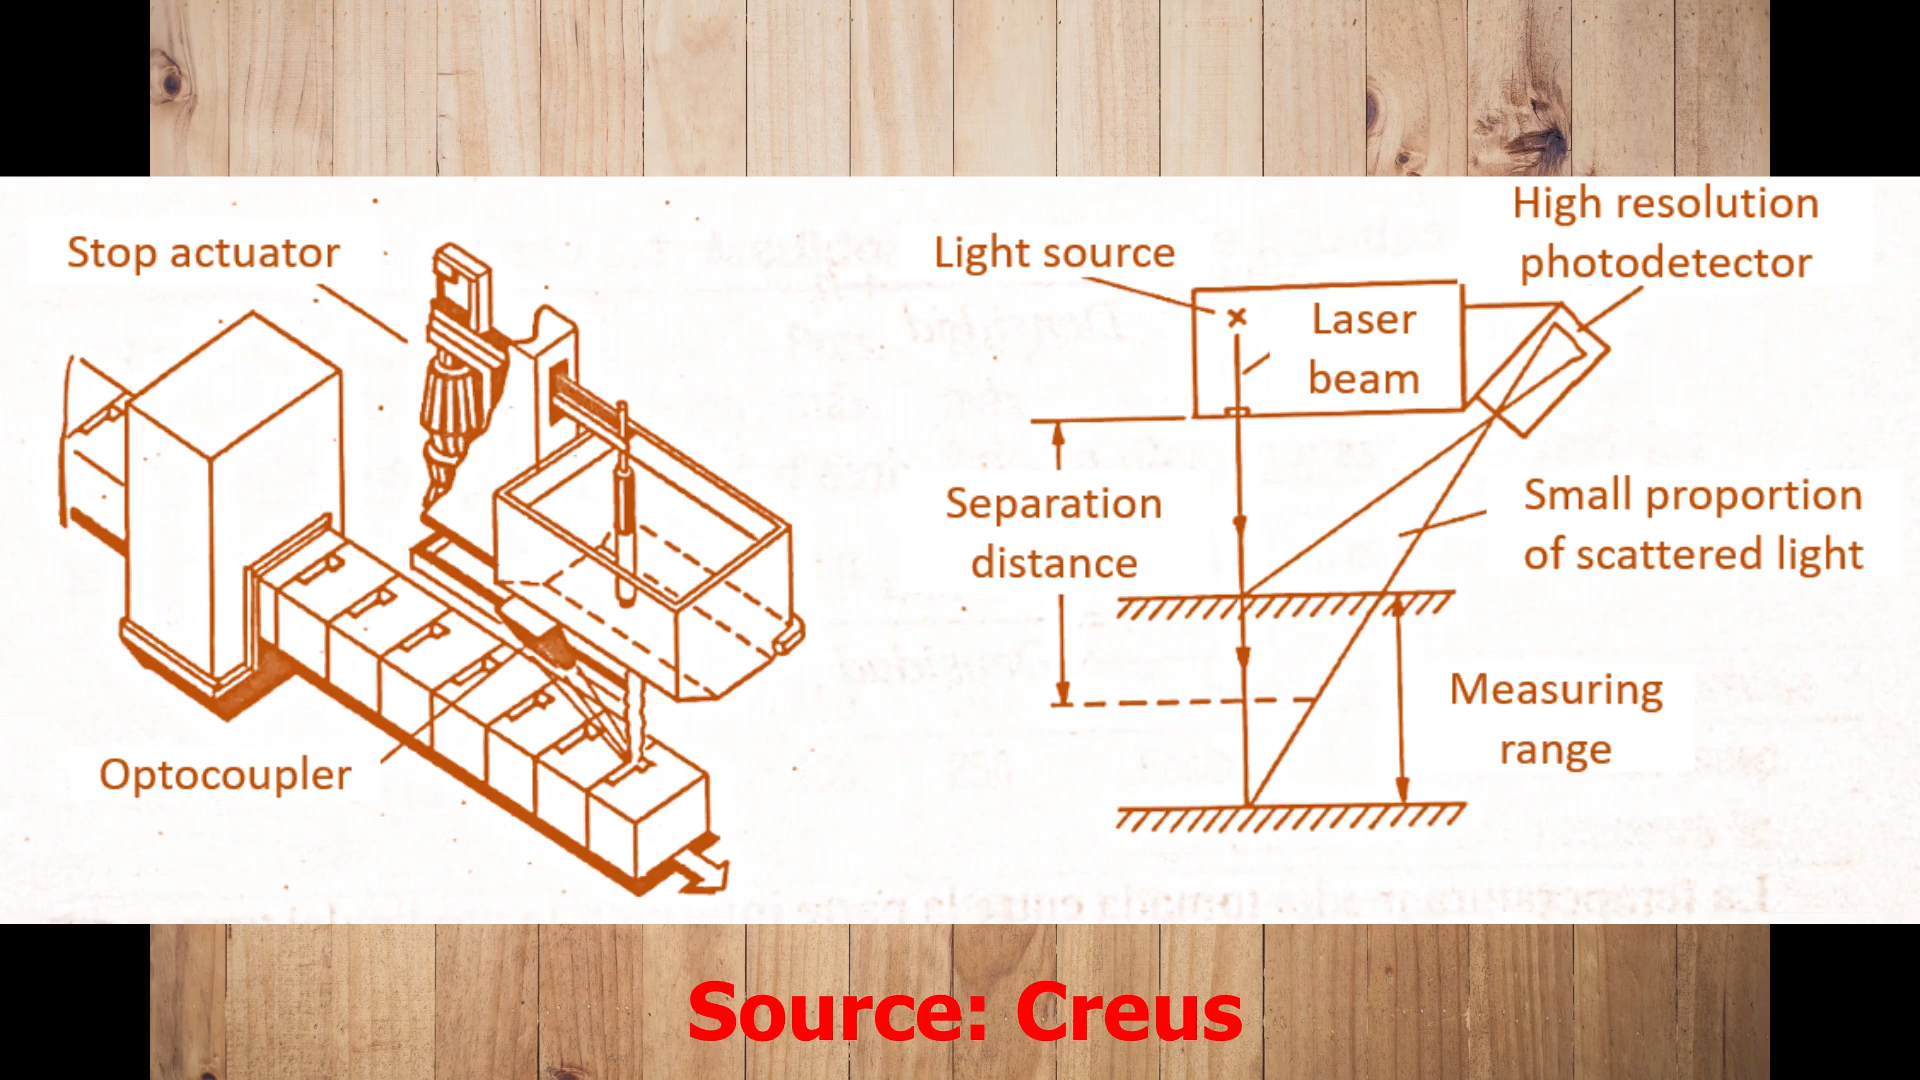 Stop actuator
Optocoupler
Light source
Laser
beam
High resolution
photodetector
Separation
distance
Small proportion
of scattered light
Measuring
range
Source: Creus